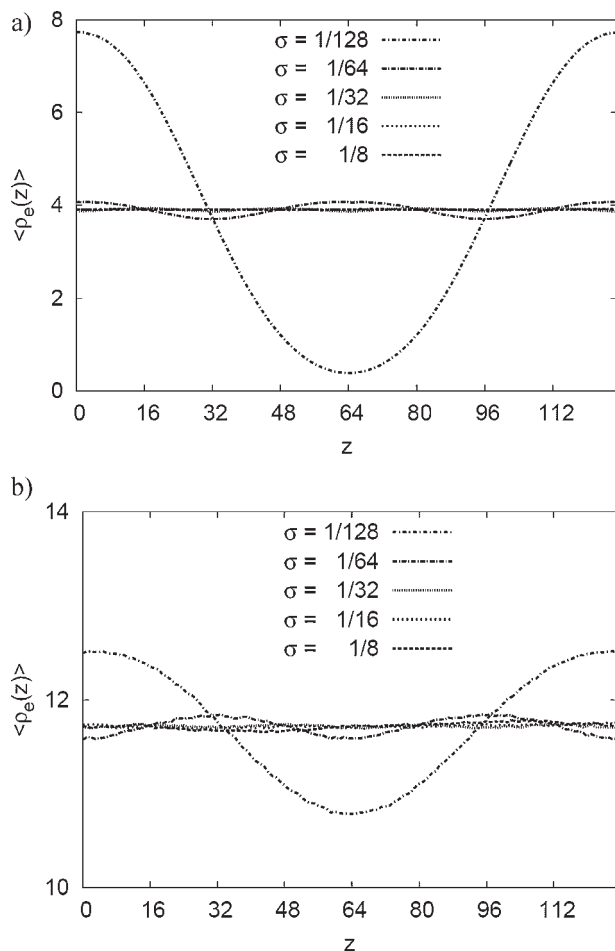 a)
8
6
4
2
0
<ρe(z)>
σ = 1/128
σ = 1/64
σ = 1/32
σ = 1/16
σ = 1/8
0 16 32 48 64 80 96 112
z
b)
14
12
10
<ρe(z)>
σ = 1/128
σ = 1/64
σ = 1/32
σ = 1/16
σ = 1/8
0 16 32 48 64 80 96 112
z